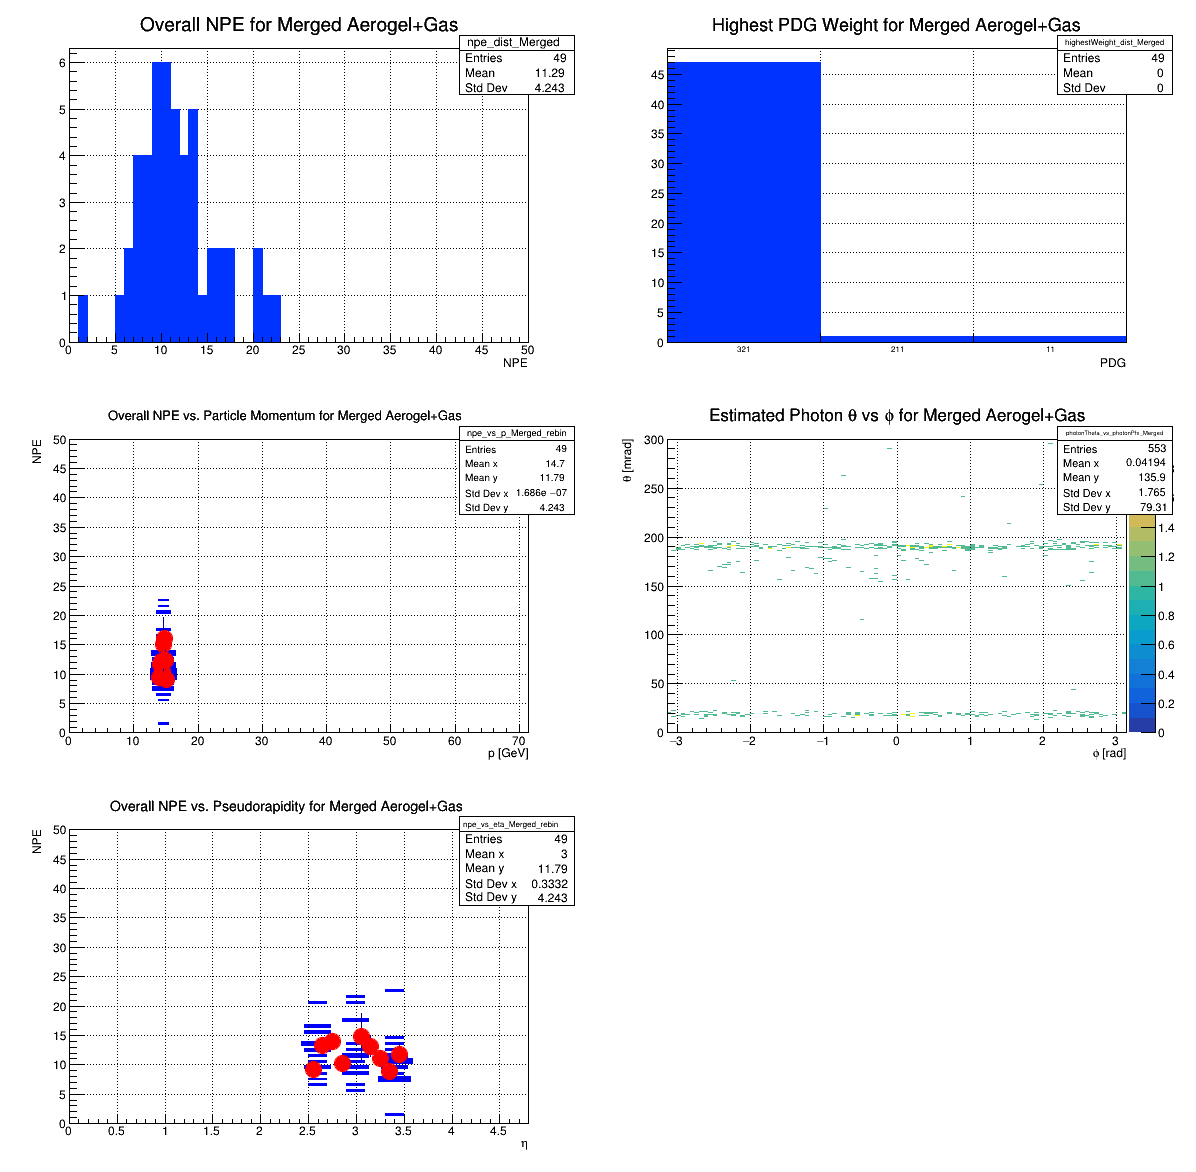 Overall NPE for Merged Aerogel+Gas
npe_dist_Merged
Entries 49
Mean 11.29
Std Dev 4.243
6
5
4
3
2
1
0
0 5 10 15 20 25 30 35 40 45 50
NPE
Highest PDG Weight for Merged Aerogel+Gas
highestWeight_dist_Merged
Entries 49
Mean 0
Std Dev 0
45
40
35
30
25
20
15
10
5
0
321 211 11
PDG
Overall NPE vs. Particle Momentum for Merged Aerogel+Gas
npe_vs_p_Merged_rebin
Entries 49
Mean x 14.7
Mean y 11.79
Std Dev x 1.686e −07
Std Dev y 4.243
NPE
50
45
40
35
30
25
20
15
10
5
0
0 10 20 30 40 50 60 70
p [GeV]
Estimated Photon θ vs ϕ for Merged Aerogel+Gas
photonTheta_vs_photonPhi_Merged
Entries 553
Mean x 0.04194
Mean y 135.9
Std Dev x 1.765
Std Dev y 79.31
θ [mrad]
300
250
200
150
100
50
0
−3 −2 −1 0 1 2 3
ϕ [rad]
1.4
1.2
1
0.8
0.6
0.4
0.2
0
Overall NPE vs. Pseudorapidity for Merged Aerogel+Gas
npe_vs_eta_Merged_rebin
Entries 49
Mean x 3
Mean y 11.79
Std Dev x 0.3332
Std Dev y 4.243
NPE
50
45
40
35
30
25
20
15
10
5
0
0 0.5 1 1.5 2 2.5 3 3.5 4 4.5
η